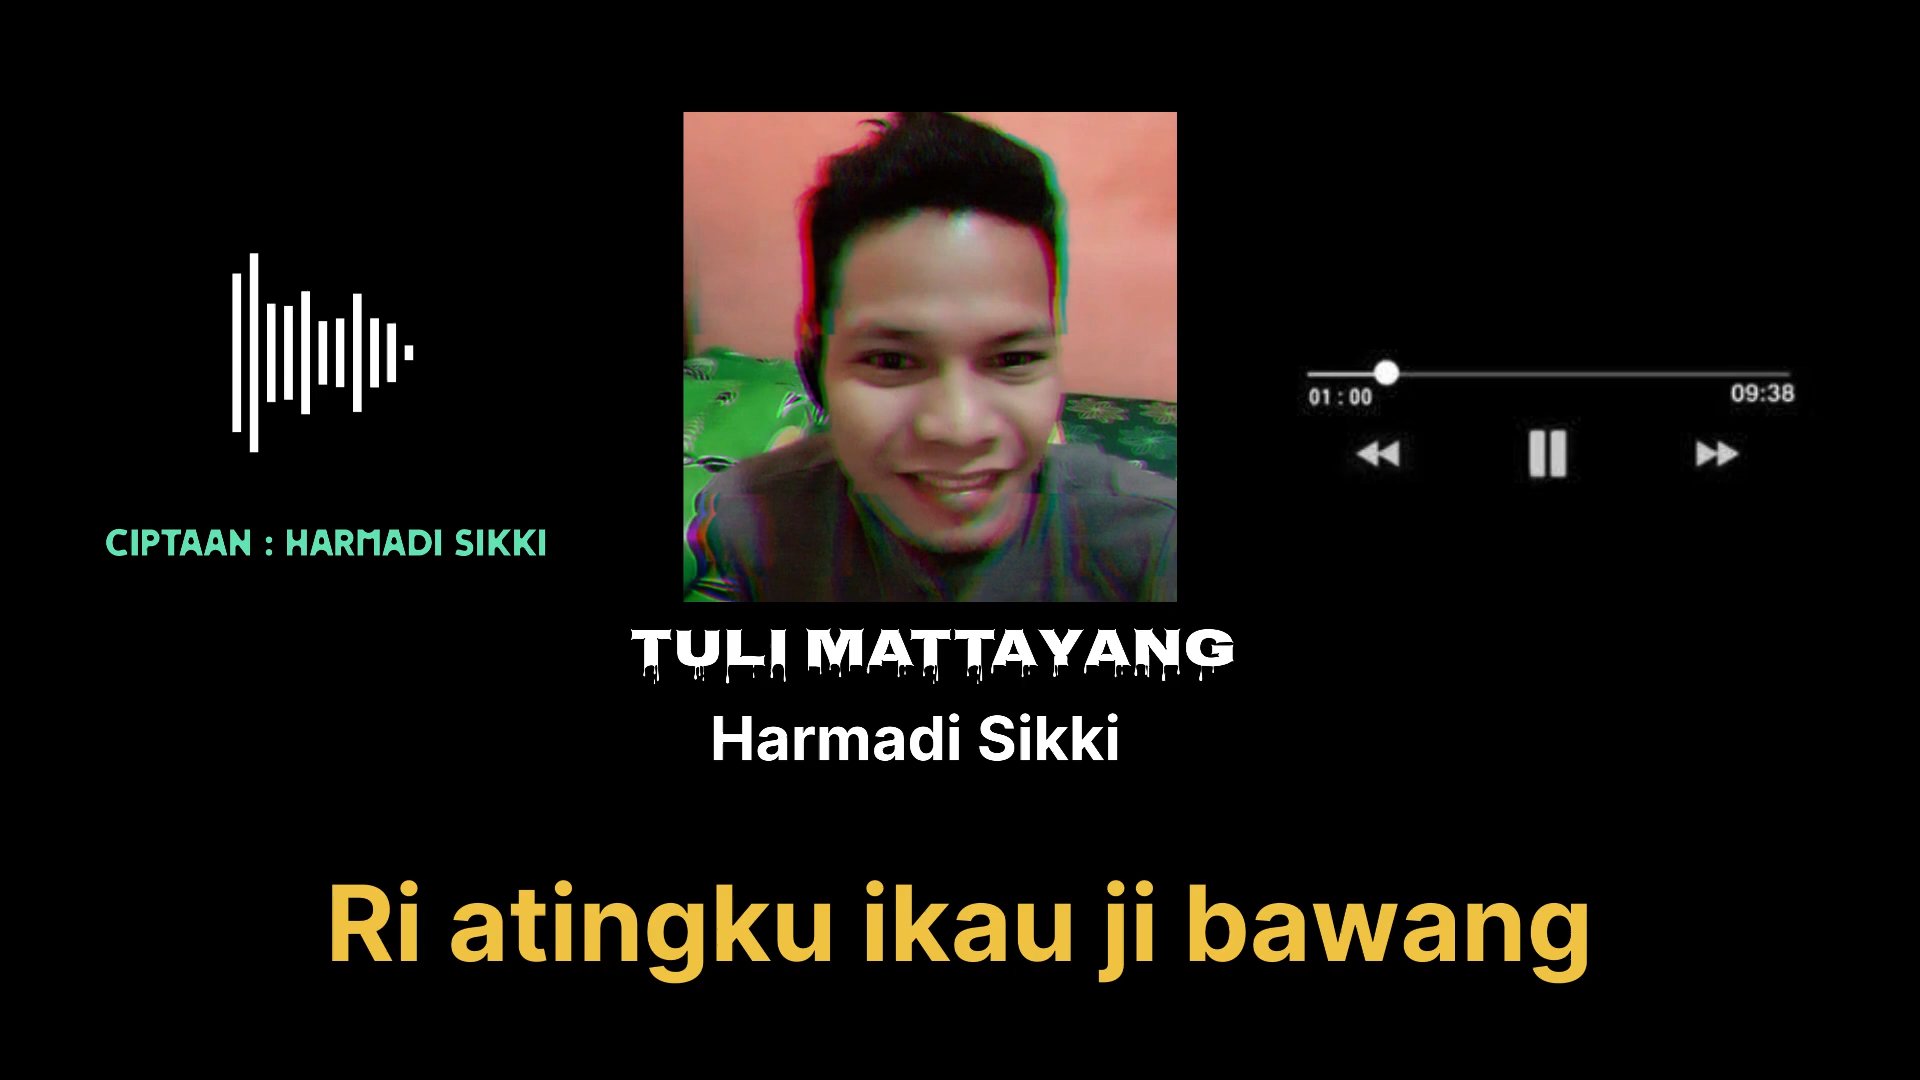 CIPTAAN : HARMADI SIKKI
01 : 00
09:38
TULI MATTAYANG
Harmadi Sikki
Ri atingku ikau ji bawang